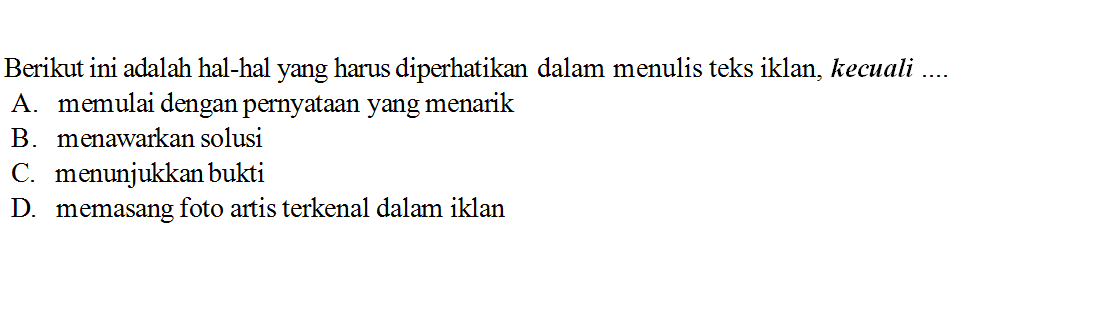 Berikut ini adalah hal-hal yang harus diperhatikan dalam menulis teks iklan, kecuali ....
A. memulai dengan pernyataan yang menarik
B. menawarkan solusi
C. menunjukkan bukti
D. memasang foto artis terkenal dalam iklan